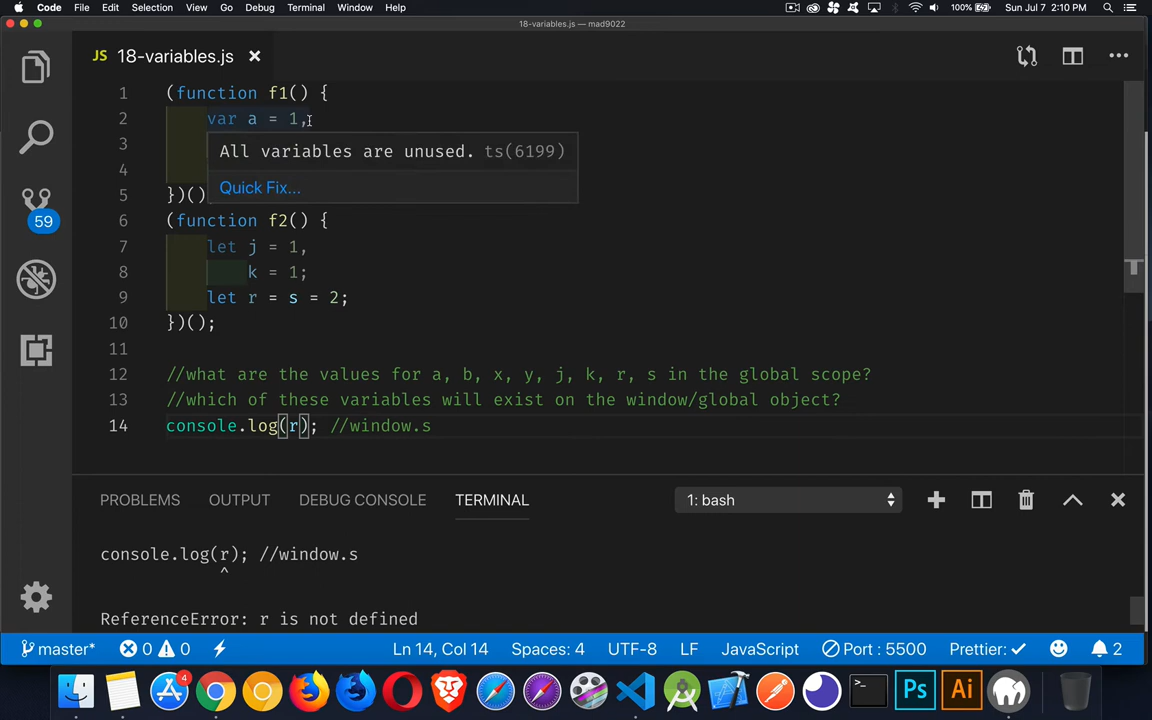 Code File Edit Selection View Go Debug Terminal Window Help 100% Sun Jul 7 2:10 PM
18-variables.js — mad9022
JS 18-variables.js
1 (function f1() {
2 var a = 1,
3
4
All variables are unused. ts(6199)
Quick Fix...
5 })()
6 (function f2() {
7 let j = 1,
8 k = 1;
9 let r = s = 2;
10 })();
11
12 //what are the values for a, b, x, y, j, k, r, s in the global scope?
13 //which of these variables will exist on the window/global object?
14 console.log(r); //window.s
59
PROBLEMS OUTPUT DEBUG CONSOLE TERMINAL 1: bash
console.log(r); //window.s
^
ReferenceError: r is not defined
master* 0 0 Ln 14, Col 14 Spaces: 4 UTF-8 LF JavaScript Port : 5500 Prettier: 2
4
>_
Ps
Ai